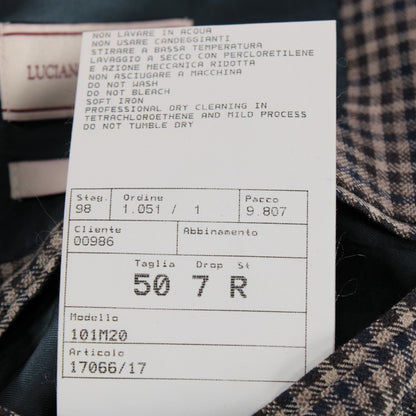 LUCIANO
NON LAVARE IN ACQUA
NON USARE CANDEGGIANTI
STIRARE A BASSA TEMPERATURA
LAVAGGIO A SECCO CON PERCLORETILENE
E AZIONE MECCANICA RIDOTTA
NON ASCIUGARE A MACCHINA
DO NOT WASH
DO NOT BLEACH
SOFT IRON
PROFESSIONAL DRY CLEANING IN
TETRACHLOROETHENE AND MILD PROCESS
DO NOT TUMBLE DRY
Stag. Ordine Pacco
98 1.051 / 1 9.807
Cliente Abbinamento
00986
Taglia Drop St
50 7 R
Modello
101M20
Articolo
17066/17